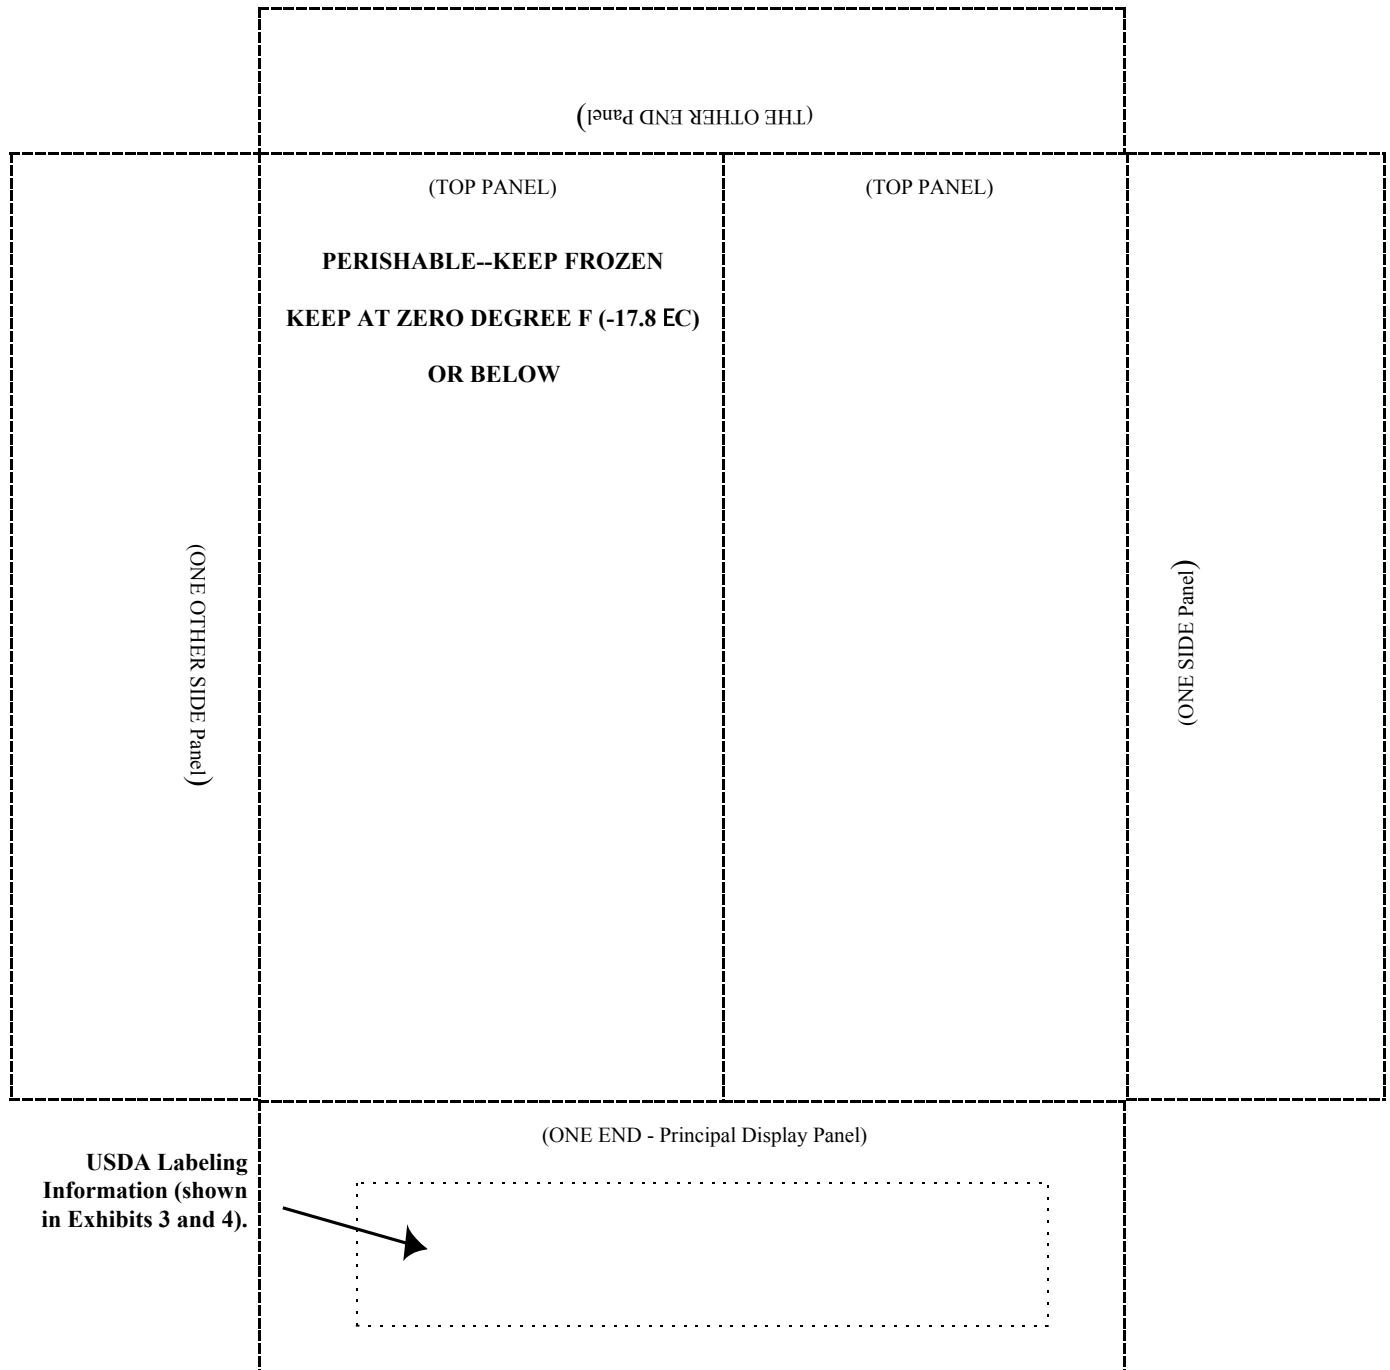 (THE OTHER END Panel)
(TOP PANEL)
(TOP PANEL)
PERISHABLE--KEEP FROZEN
KEEP AT ZERO DEGREE F (-17.8 EC)
OR BELOW
(ONE OTHER SIDE Panel)
(ONE SIDE Panel)
(ONE END - Principal Display Panel)
USDA Labeling
Information (shown
in Exhibits 3 and 4).